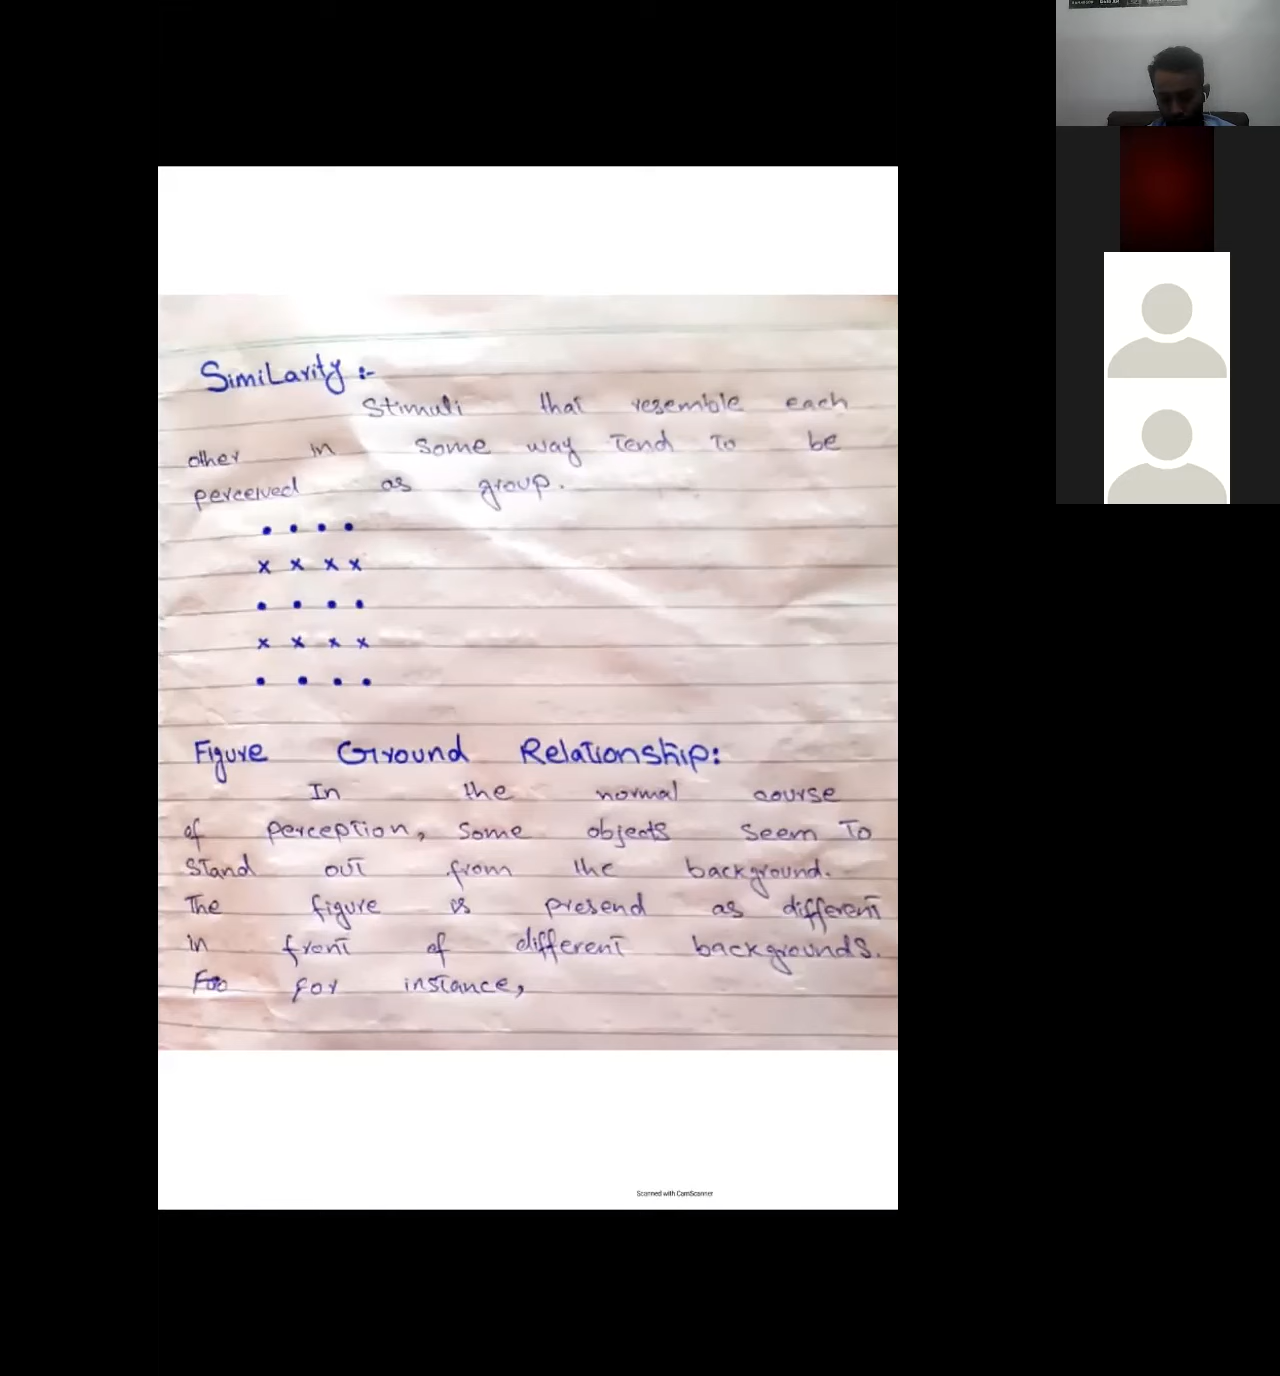 Similarity :-
Stimuli that resemble each
other in some way tend to be
perceived as group.
• • • •
x x x x
• • • •
x x x x
• • • •
Figure Ground Relationship:
In the normal course
of perception, some objects seem to
stand out from the background.
The figure is presend as different
in front of different backgrounds.
for instance,
Scanned with CamScanner